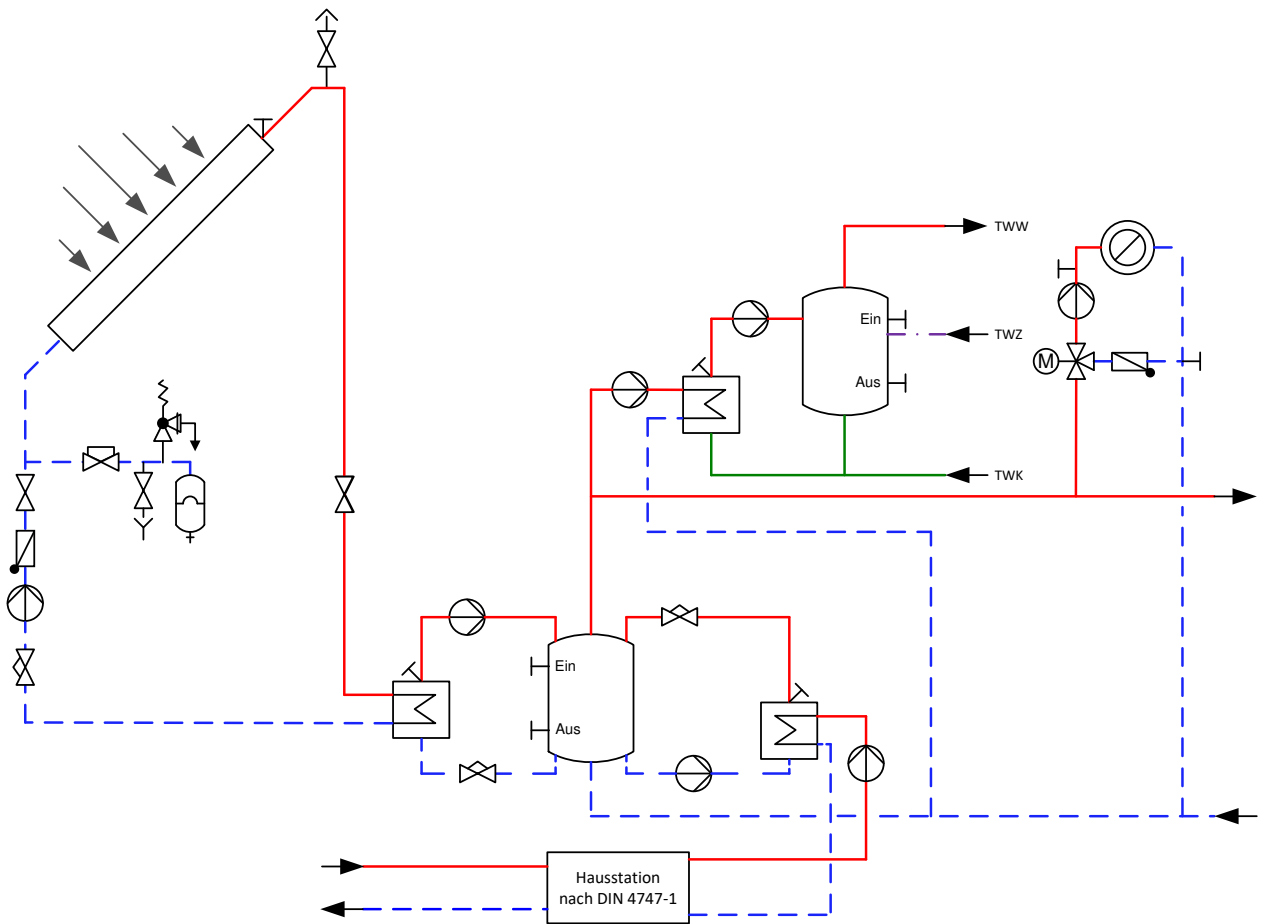 TWW
Ein
TWZ
M
Aus
TWK
Ein
Aus
Hausstation
nach DIN 4747-1